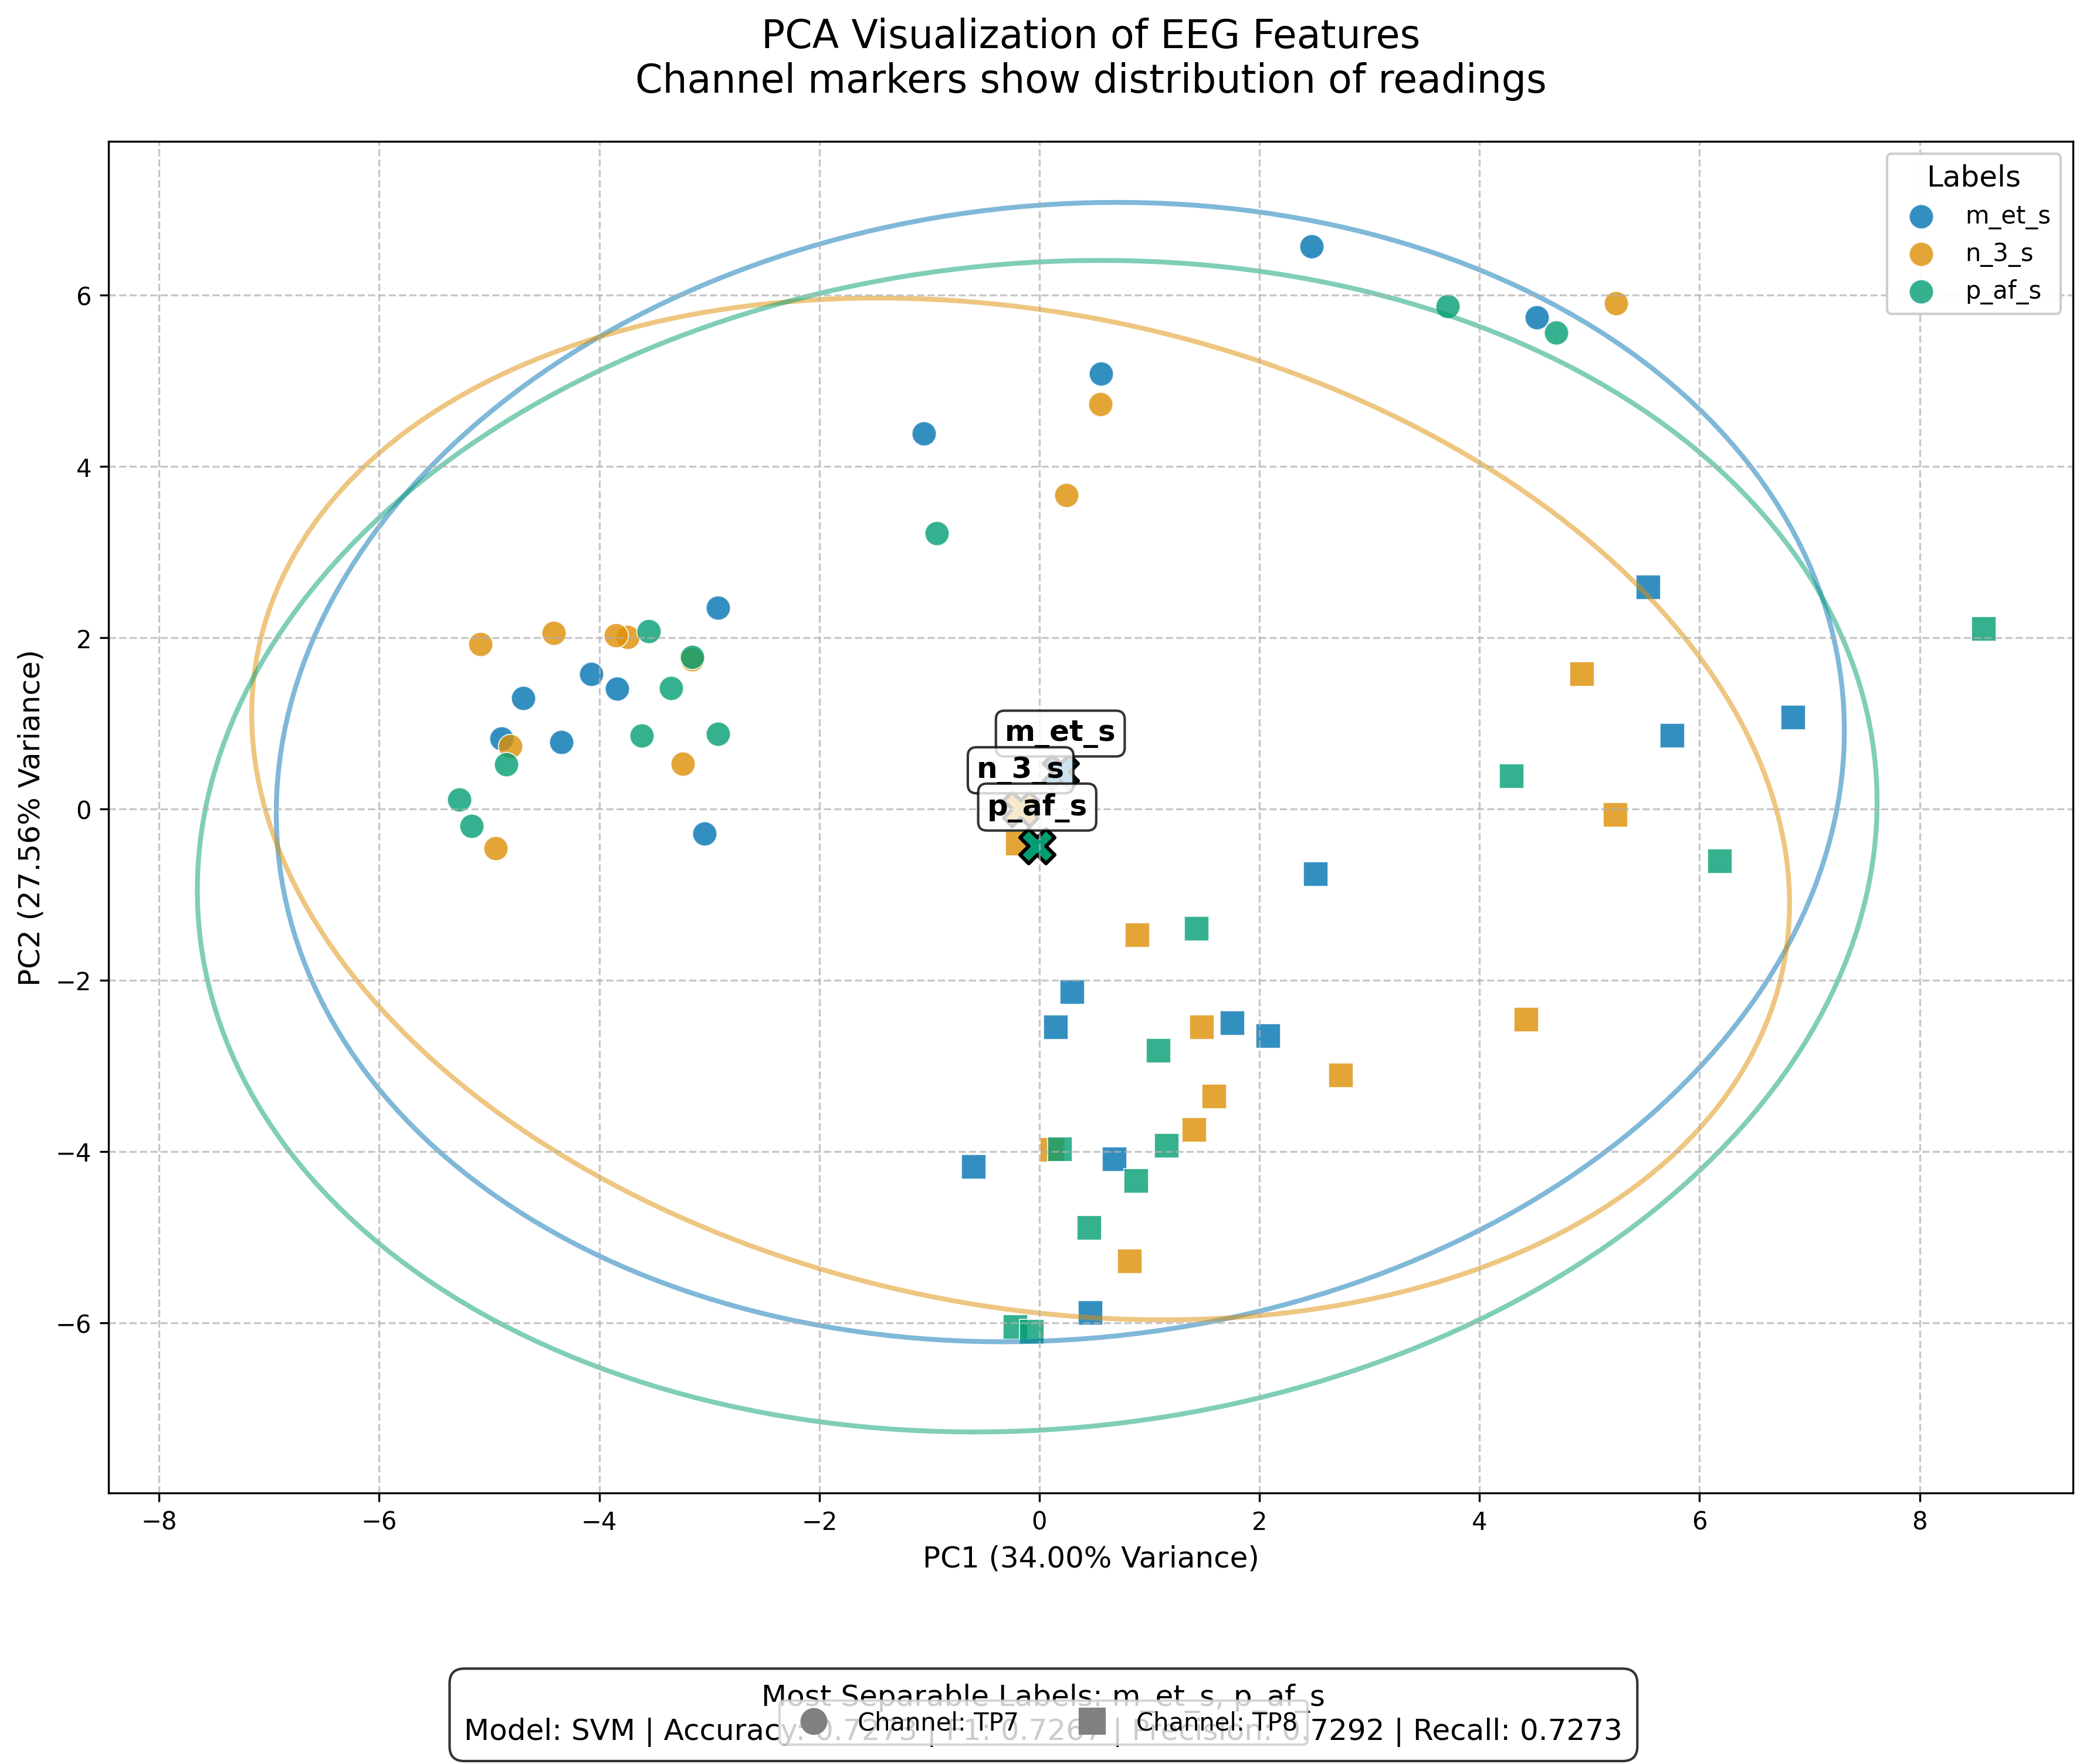 PCA Visualization of EEG Features
Channel markers show distribution of readings
Labels
m_et_s
n_3_s
p_af_s
6
4
2
0
−2
−4
−6
PC2 (27.56% Variance)
m_et_s
n_3_s
p_af_s
−8 −6 −4 −2 0 2 4 6 8
PC1 (34.00% Variance)
Most Separable Labels: m_et_s, p_af_s
Model: SVM | Accuracy: 0.7273 | F1: 0.7267 | Precision: 0.7292 | Recall: 0.7273
Channel: TP7 Channel: TP8